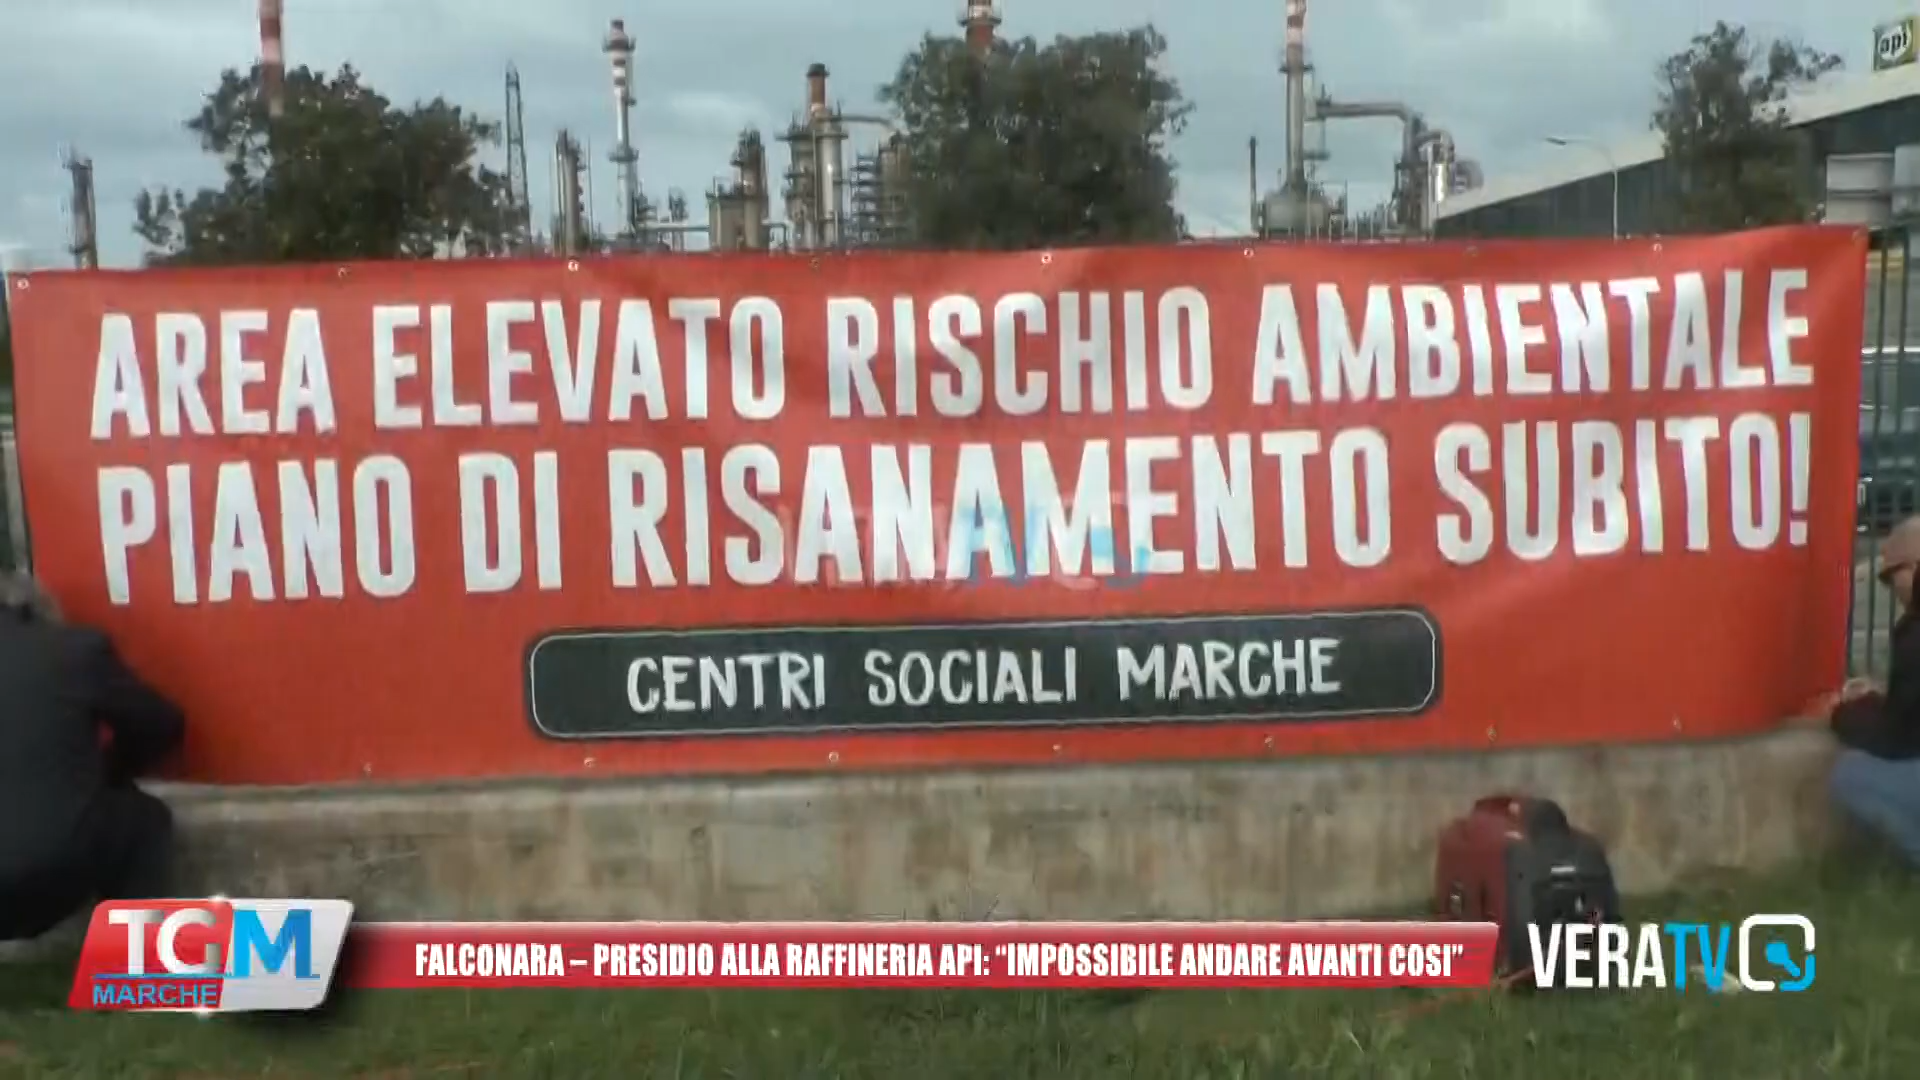 api
AREA ELEVATO RISCHIO AMBIENTALE
PIANO DI RISANAMENTO SUBITO!
CENTRI SOCIALI MARCHE
TGM
MARCHE
FALCONARA – PRESIDIO ALLA RAFFINERIA API: “IMPOSSIBILE ANDARE AVANTI COSI”
VERATV